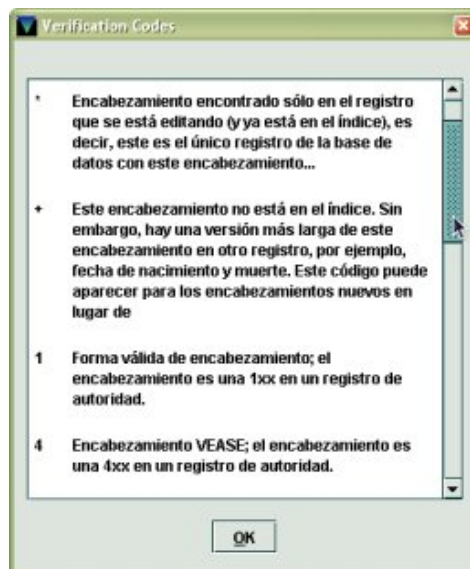 Verification Codes
* Encabezamiento encontrado sólo en el registro
que se está editando (y ya está en el índice), es
decir, este es el único registro de la base de
datos con este encabezamiento...
+ Este encabezamiento no está en el índice. Sin
embargo, hay una versión más larga de este
encabezamiento en otro registro, por ejemplo,
fecha de nacimiento y muerte. Este código puede
aparecer para los encabezamientos nuevos en
lugar de
1 Forma válida de encabezamiento; el
encabezamiento es una 1xx en un registro de
autoridad.
4 Encabezamiento VEASE; el encabezamiento es
una 4xx en un registro de autoridad.
OK